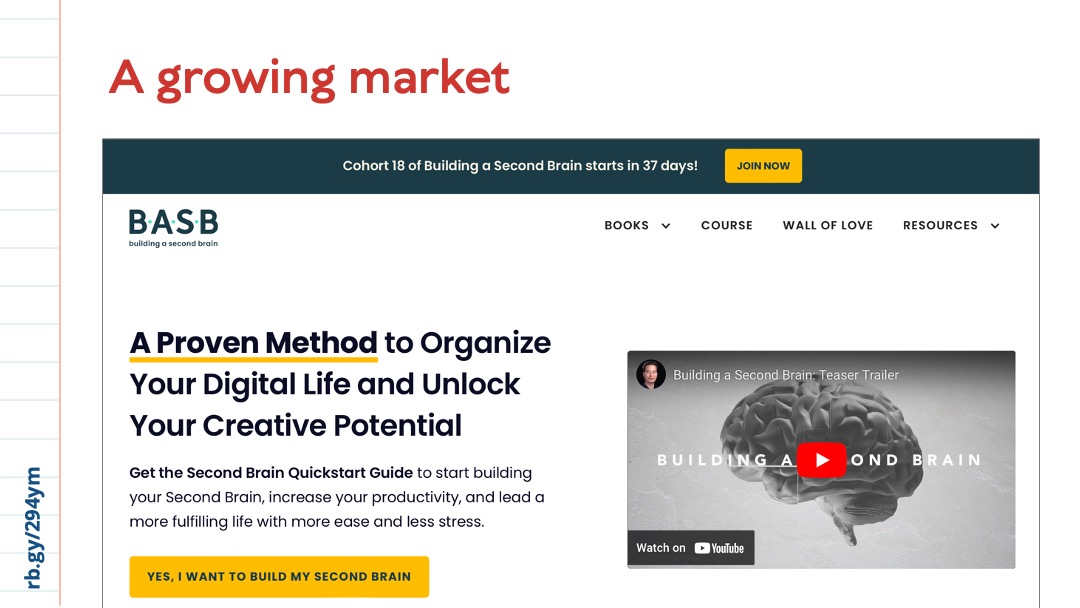 A growing market
Cohort 18 of Building a Second Brain starts in 37 days!
JOIN NOW
B·A·S·B
building a second brain
BOOKS
COURSE
WALL OF LOVE
RESOURCES
A Proven Method to Organize
Your Digital Life and Unlock
Your Creative Potential
Get the Second Brain Quickstart Guide to start building
your Second Brain, increase your productivity, and lead a
more fulfilling life with more ease and less stress.
YES, I WANT TO BUILD MY SECOND BRAIN
Building a Second Brain: Teaser Trailer
BUILDING A OND BRAIN
Watch on YouTube
rb.gy/294ym